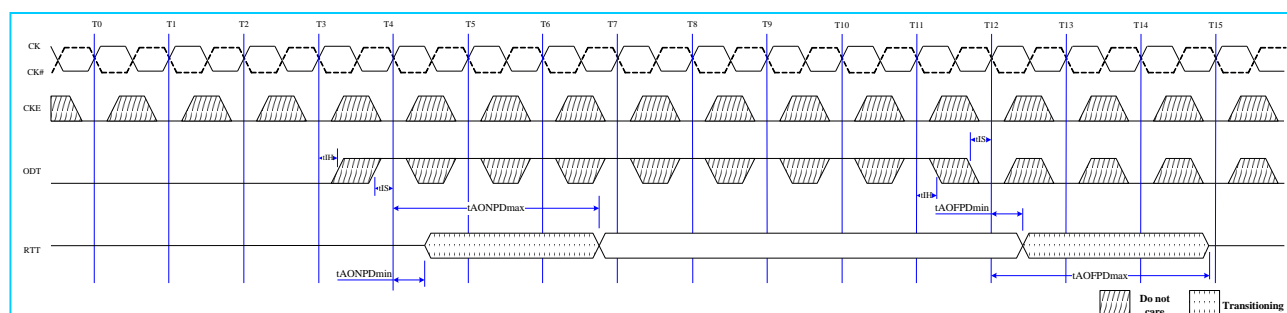 T0 T1 T2 T3 T4 T5 T6 T7 T8 T9 T10 T11 T12 T13 T14 T15
CK
CK#
CKE
tIS
tIH
ODT
tIS
tIH
tAONPDmax
tAOFPDmin
RTT
tAONPDmin
tAOFPDmax
Do not
care
Transitioning